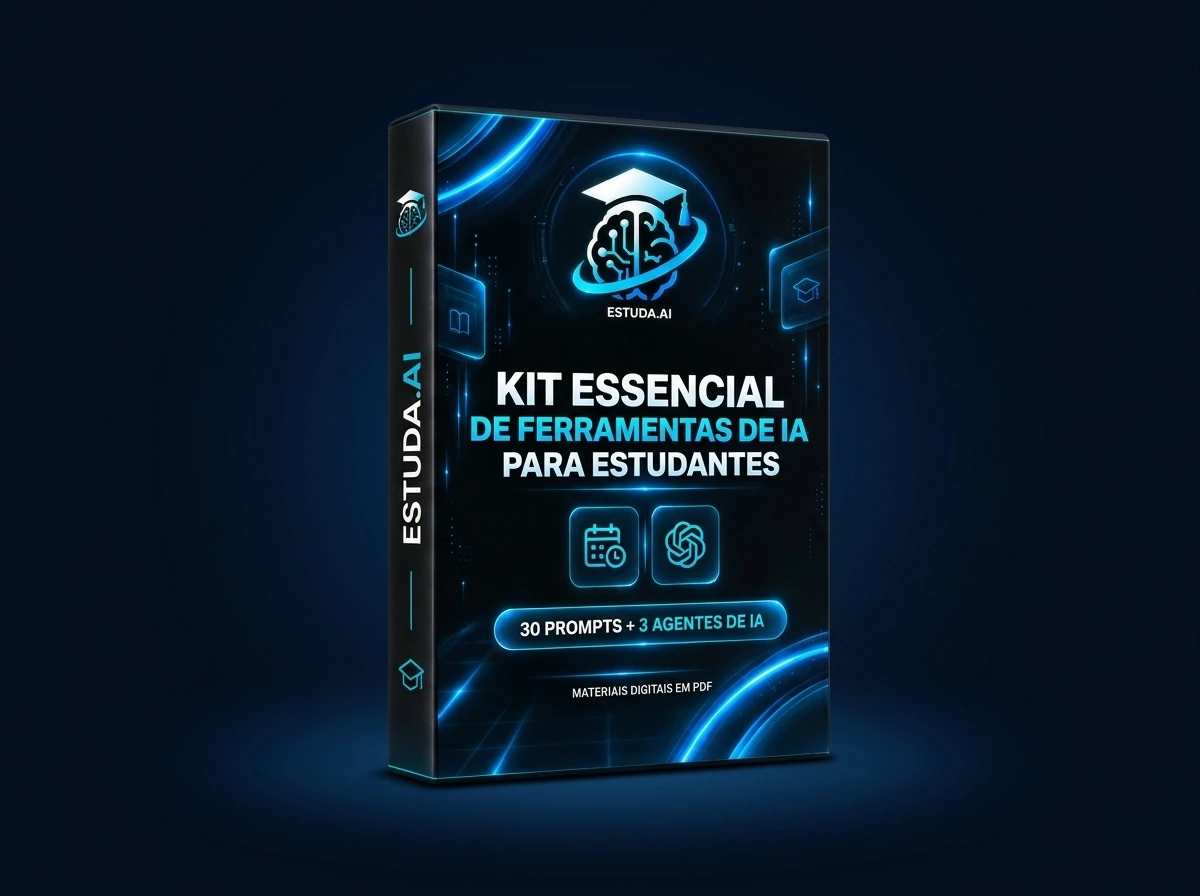 ESTUDA.AI
ESTUDA.AI
KIT ESSENCIAL
DE FERRAMENTAS DE IA
PARA ESTUDANTES
30 PROMPTS + 3 AGENTES DE IA
MATERIAIS DIGITAIS EM PDF